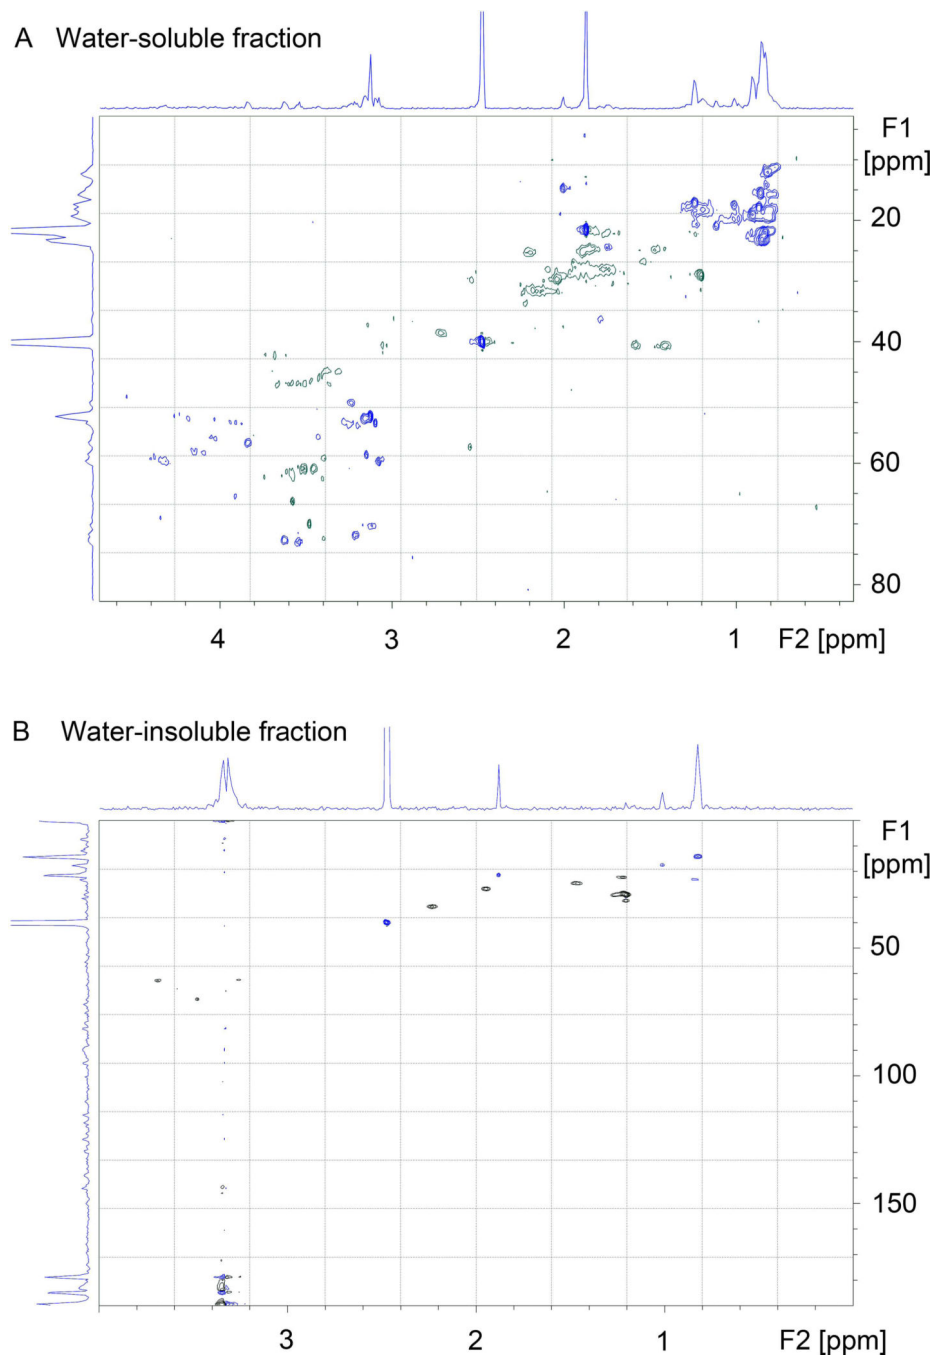 A Water-soluble fraction
F1
[ppm]
20
40
60
80
4 3 2 1 F2 [ppm]
B Water-insoluble fraction
F1
[ppm]
50
100
150
3 2 1 F2 [ppm]